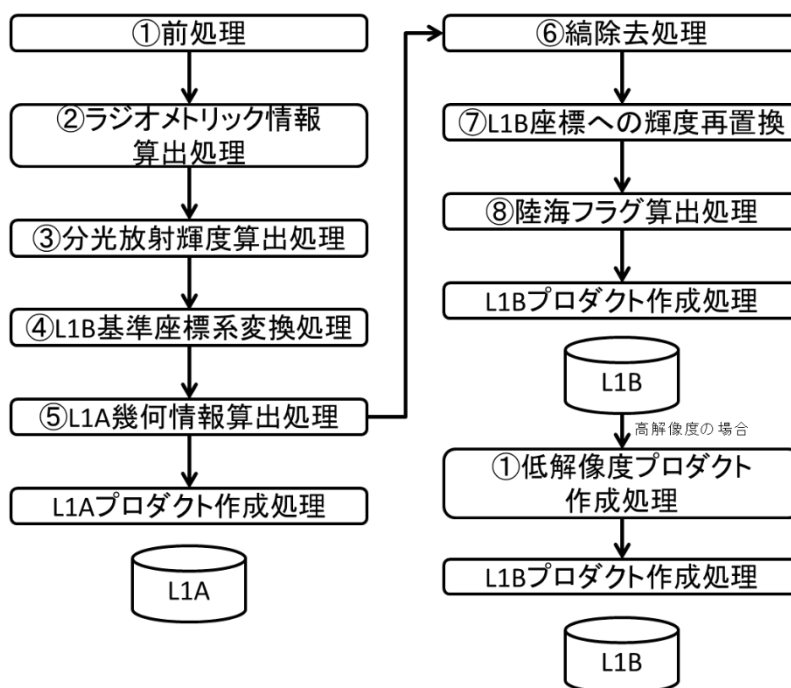 ①前処理
②ラジオメトリック情報
算出処理
③分光放射輝度算出処理
④L1B基準座標系変換処理
⑤L1A幾何情報算出処理
L1Aプロダクト作成処理
L1A
⑥縞除去処理
⑦L1B座標への輝度再置換
⑧陸海フラグ算出処理
L1Bプロダクト作成処理
L1B
高解像度の場合
①低解像度プロダクト
作成処理
L1Bプロダクト作成処理
L1B